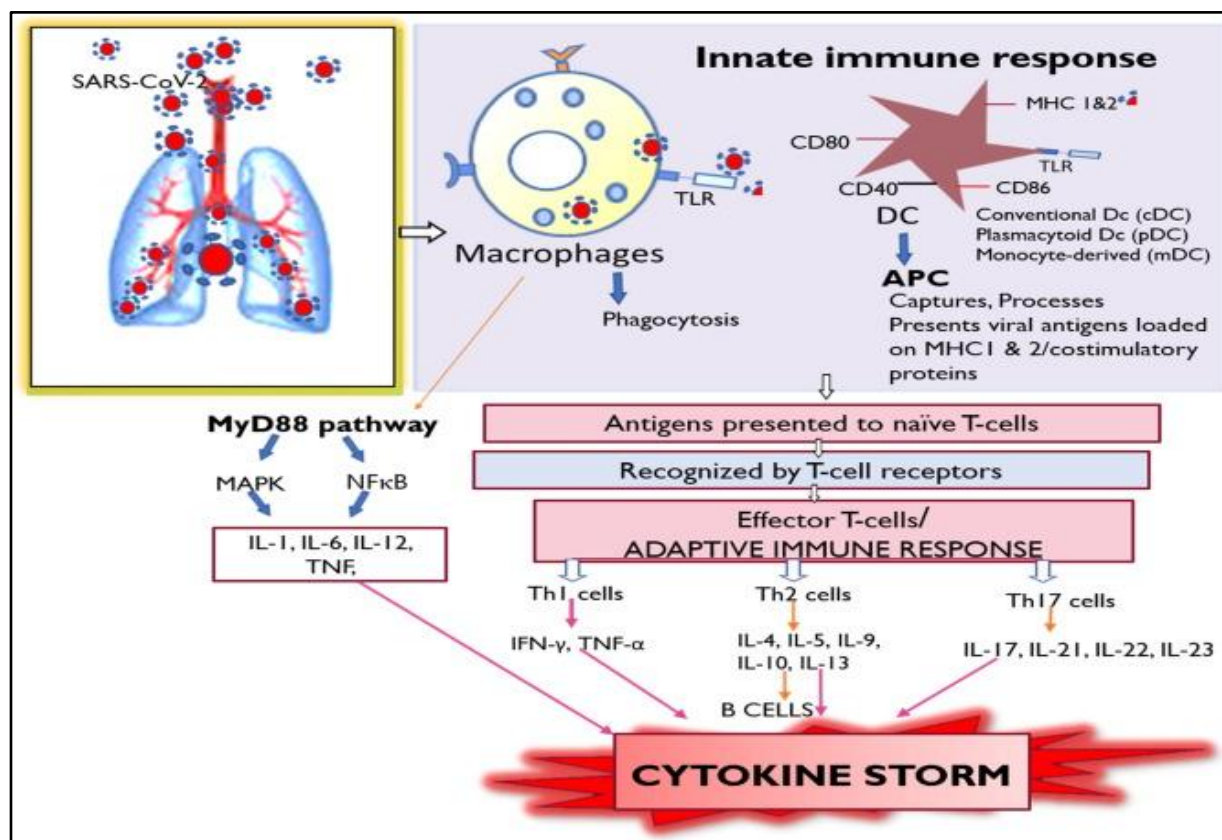 SARS-CoV-2
Innate immune response
MHC 1&2
CD80
TLR
TLR
CD40
CD86
DC
Macrophages
Conventional Dc (cDC)
Plasmacytoid Dc (pDC)
Monocyte-derived (mDC)
APC
Phagocytosis
Captures, Processes
Presents viral antigens loaded
on MHC1 & 2/costimulatory
proteins
MyD88 pathway
Antigens presented to naïve T-cells
MAPK
NFκB
Recognized by T-cell receptors
IL-1, IL-6, IL-12,
TNF,
Effector T-cells/
ADAPTIVE IMMUNE RESPONSE
Th1 cells
Th2 cells
Th17 cells
IFN-γ, TNF-α
IL-4, IL-5, IL-9,
IL-10, IL-13
IL-17, IL-21, IL-22, IL-23
B CELLS
CYTOKINE STORM